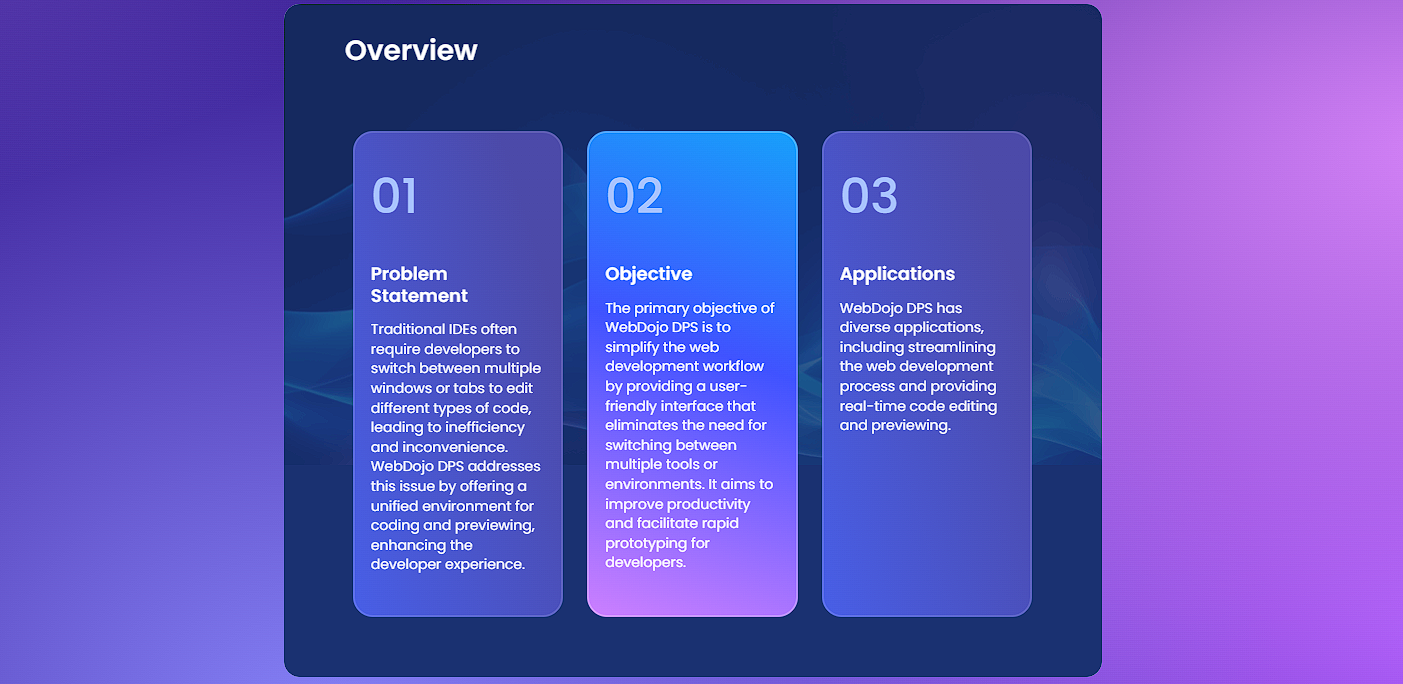 Overview
01
Problem
Statement
Traditional IDEs often
require developers to
switch between multiple
windows or tabs to edit
different types of code,
leading to inefficiency
and inconvenience.
WebDojo DPS addresses
this issue by offering a
unified environment for
coding and previewing,
enhancing the
developer experience.
02
Objective
The primary objective of
WebDojo DPS is to
simplify the web
development workflow
by providing a user-
friendly interface that
eliminates the need for
switching between
multiple tools or
environments. It aims to
improve productivity
and facilitate rapid
prototyping for
developers.
03
Applications
WebDojo DPS has
diverse applications,
including streamlining
the web development
process and providing
real-time code editing
and previewing.